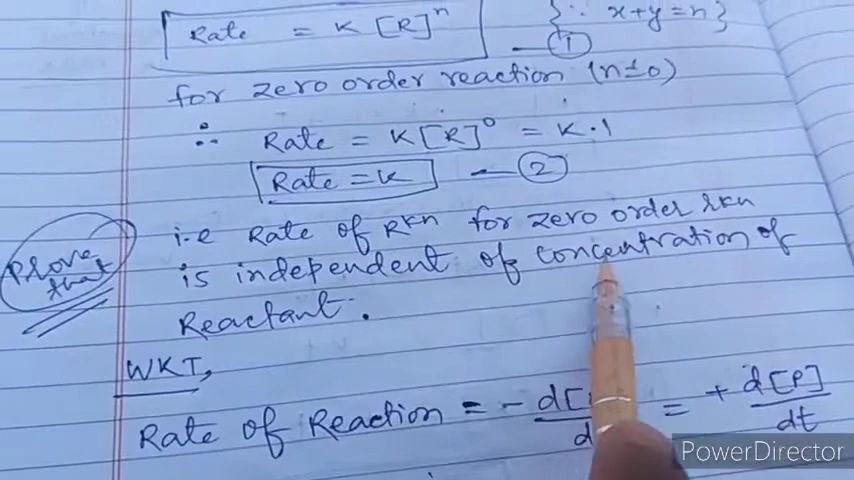 Rate = K [R]^n {∵ x+y=n}
— ①
for zero order reaction (n=0)
∴ Rate = K[R]^0 = K·1
Rate = K — ②
i.e Rate of Rxn for zero order rxn
is independent of concentration of
Reactant.
Prove that
WKT,
Rate of Reaction = - d[ / d = + d[P] / dt
PowerDirector